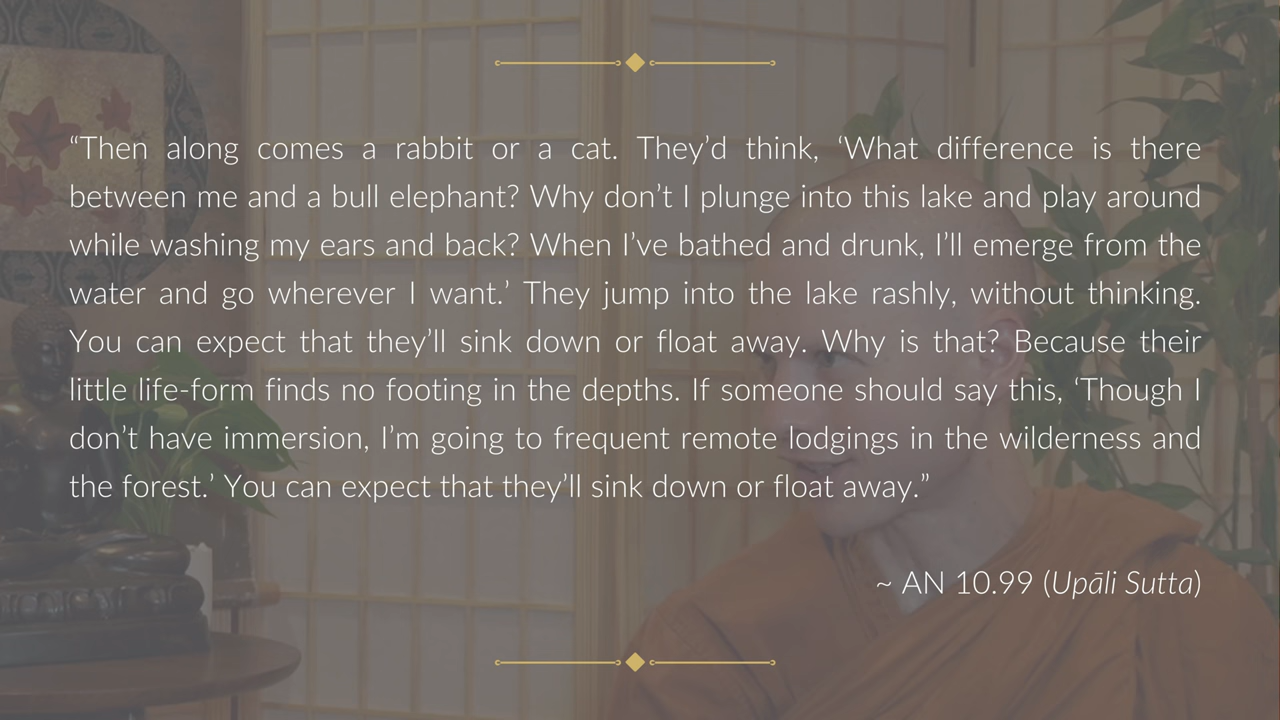 “Then along comes a rabbit or a cat. They’d think, ‘What difference is there
between me and a bull elephant? Why don’t I plunge into this lake and play around
while washing my ears and back? When I’ve bathed and drunk, I’ll emerge from the
water and go wherever I want.’ They jump into the lake rashly, without thinking.
You can expect that they’ll sink down or float away. Why is that? Because their
little life-form finds no footing in the depths. If someone should say this, ‘Though I
don’t have immersion, I’m going to frequent remote lodgings in the wilderness and
the forest.’ You can expect that they’ll sink down or float away.”
~ AN 10.99 (Upāli Sutta)